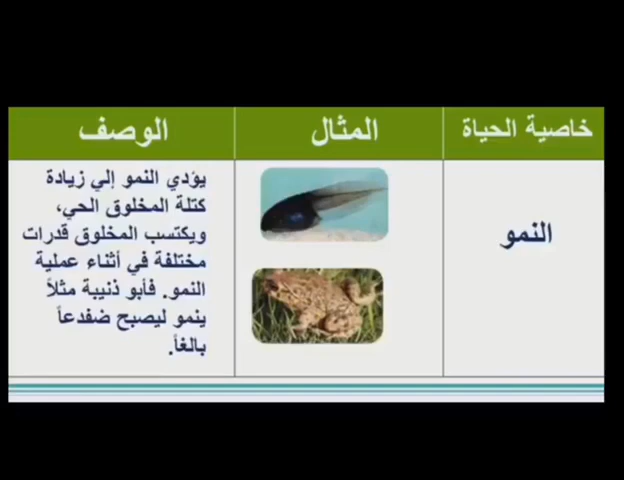 خاصية الحياة
المثال
الوصف
النمو
يؤدي النمو إلي زيادة
كتلة المخلوق الحي،
ويكتسب المخلوق قدرات
مختلفة في أثناء عملية
النمو. فأبو ذنيبة مثلاً
ينمو ليصبح ضفدعاً
بالغاً.